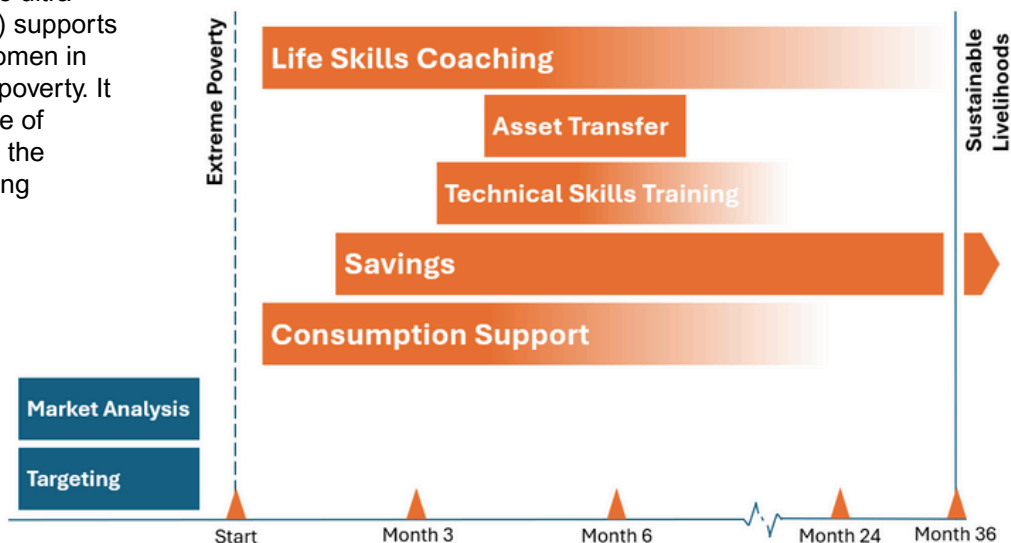 ) supports
omen in
poverty. It
e of
the
ng
Extreme Poverty
Life Skills Coaching
Asset Transfer
Technical Skills Training
Savings
Consumption Support
Sustainable
Livelihoods
Market Analysis
Targeting
Start
Month 3
Month 6
Month 24
Month 36